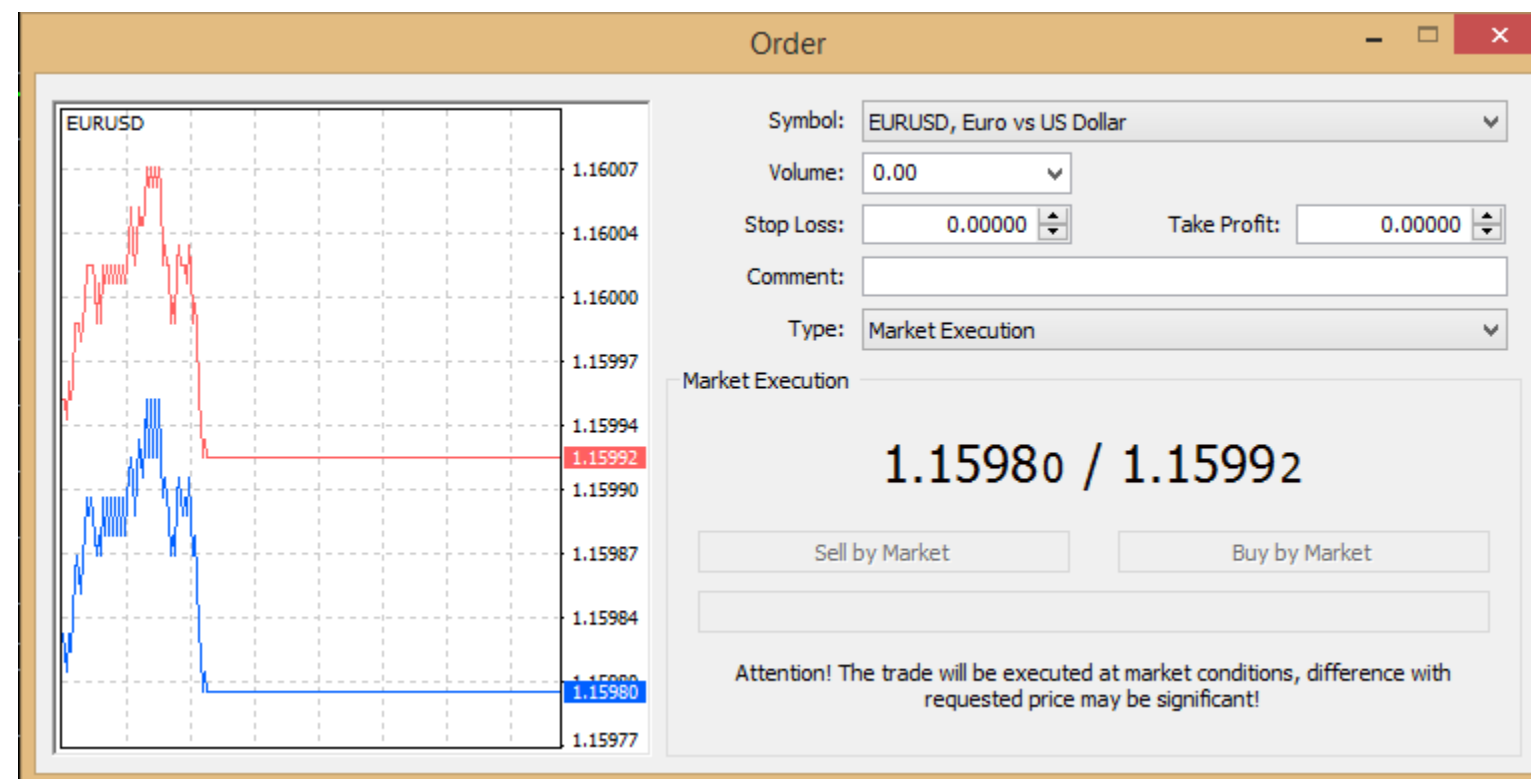 Order
EURUSD
1.16007
1.16004
1.16000
1.15997
1.15994
1.15992
1.15990
1.15987
1.15984
1.15980
1.15977
Symbol: EURUSD, Euro vs US Dollar
Volume: 0.00
Stop Loss: 0.00000 Take Profit: 0.00000
Comment:
Type: Market Execution
Market Execution
1.15980 / 1.15992
Sell by Market Buy by Market
Attention! The trade will be executed at market conditions, difference with
requested price may be significant!